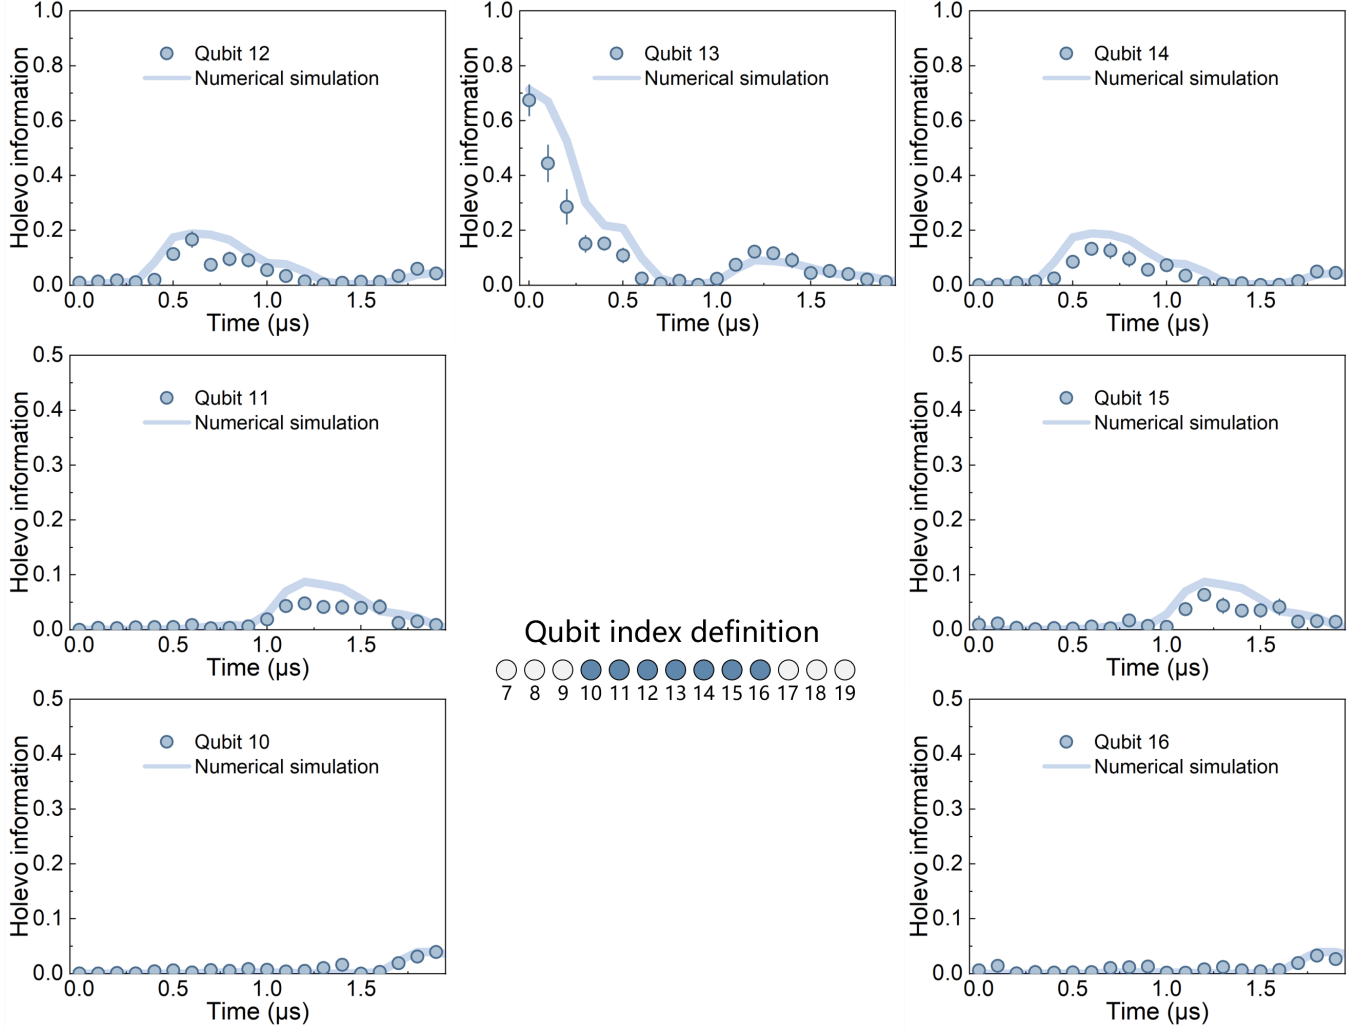 1.0
0.8
0.6
0.4
0.2
0.0
Holevo information
Qubit 12
Numerical simulation
0.0 0.5 1.0 1.5
Time (μs)
1.0
0.8
0.6
0.4
0.2
0.0
Holevo information
Qubit 13
Numerical simulation
0.0 0.5 1.0 1.5
Time (μs)
1.0
0.8
0.6
0.4
0.2
0.0
Holevo information
Qubit 14
Numerical simulation
0.0 0.5 1.0 1.5
Time (μs)
0.5
0.4
0.3
0.2
0.1
0.0
Holevo information
Qubit 11
Numerical simulation
0.0 0.5 1.0 1.5
Time (μs)
0.5
0.4
0.3
0.2
0.1
0.0
Holevo information
Qubit 15
Numerical simulation
0.0 0.5 1.0 1.5
Time (μs)
Qubit index definition
7 8 9 10 11 12 13 14 15 16 17 18 19
0.5
0.4
0.3
0.2
0.1
0.0
Holevo information
Qubit 10
Numerical simulation
0.0 0.5 1.0 1.5
Time (μs)
0.5
0.4
0.3
0.2
0.1
0.0
Holevo information
Qubit 16
Numerical simulation
0.0 0.5 1.0 1.5
Time (μs)